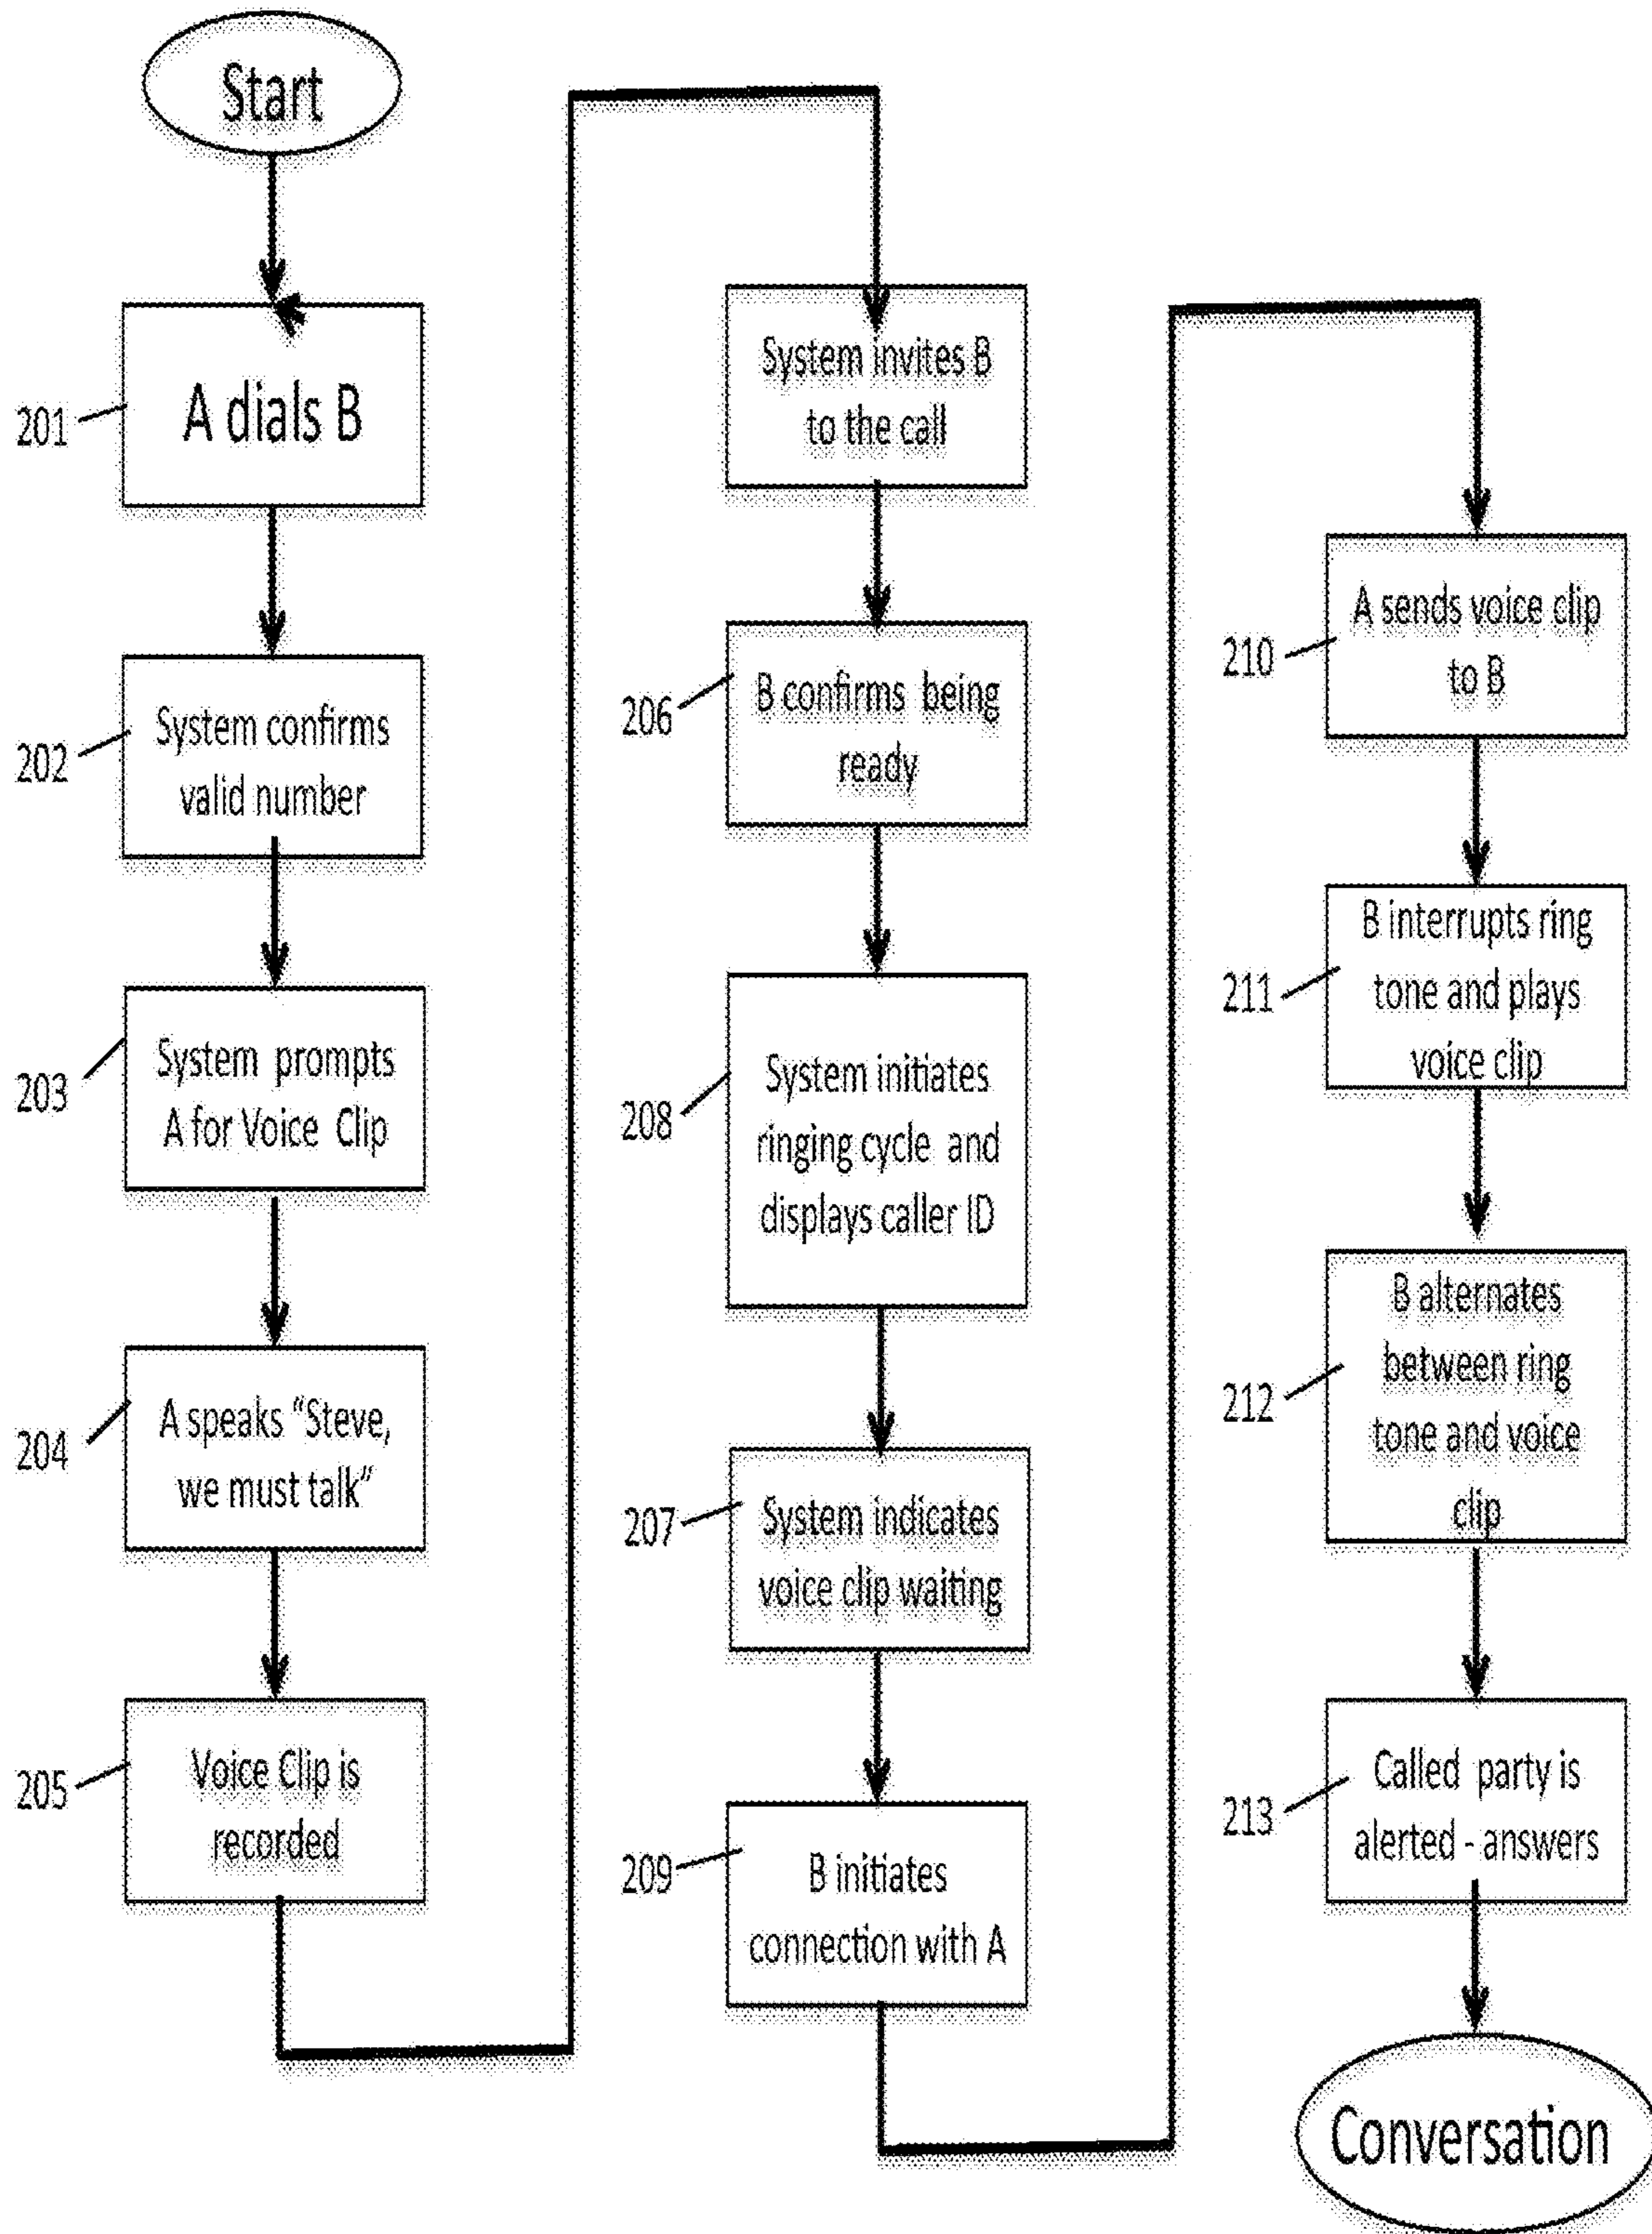 Start
201
A dials B
202
System confirms
valid number
203
System prompts
A for Voice Clip
204
A speaks “Steve,
we must talk”
205
Voice Clip is
recorded
System invites B
to the call
206
B confirms being
ready
208
System initiates
ringing cycle and
displays caller ID
207
System indicates
voice clip waiting
209
B initiates
connection with A
210
A sends voice clip
to B
211
B interrupts ring
tone and plays
voice clip
212
B alternates
between ring
tone and voice
clip
213
Called party is
alerted - answers
Conversation